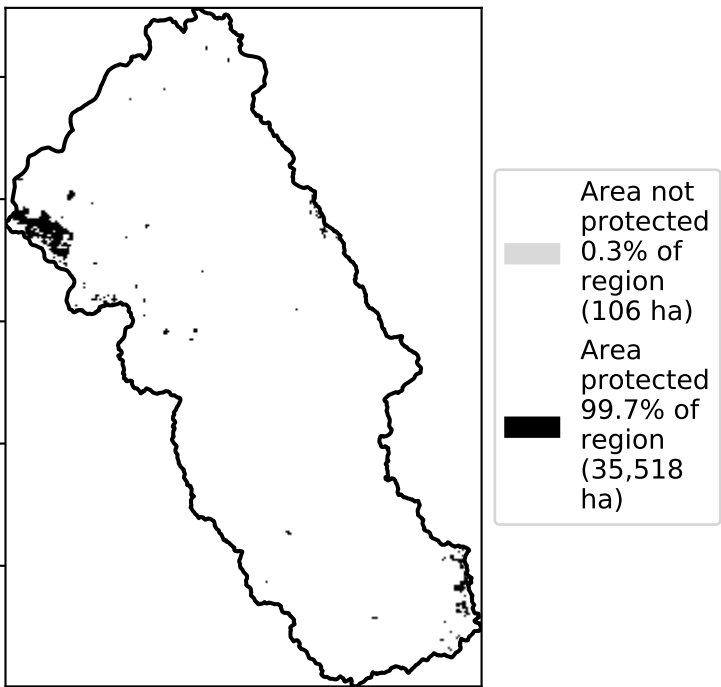 Area not
protected
0.3% of
region
(106 ha)
Area
protected
99.7% of
region
(35,518
ha)